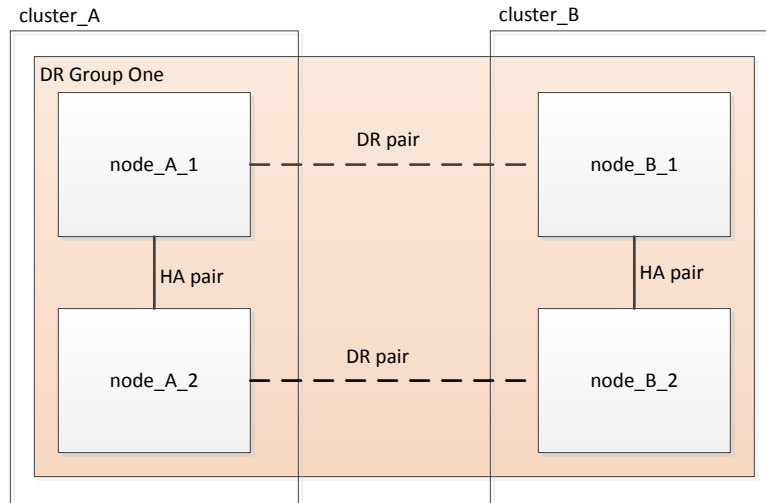 cluster_A
cluster_B
DR Group One
node_A_1
DR pair
node_B_1
HA pair
HA pair
node_A_2
DR pair
node_B_2